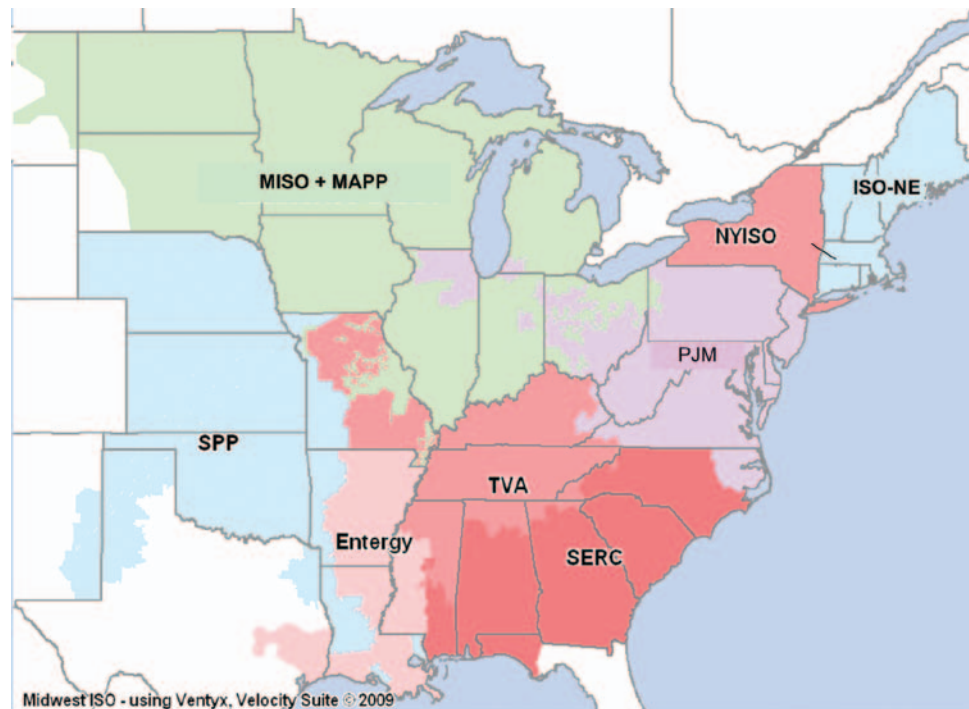 MISO + MAPP
ISO-NE
NYISO
PJM
SPP
TVA
Entergy
SERC
Midwest ISO - using Ventyx, Velocity Suite © 2009